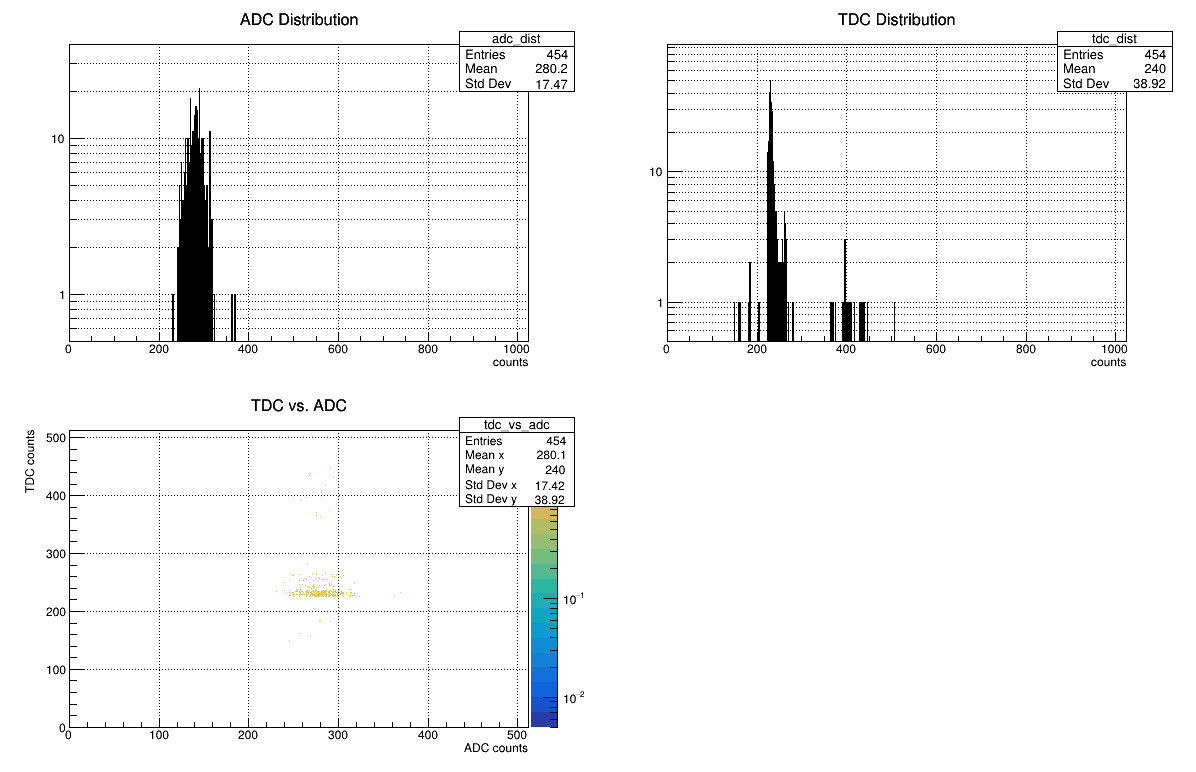 ADC Distribution
adc_dist
Entries 454
Mean 280.2
Std Dev 17.47
10
1
0 200 400 600 800 1000
counts
TDC Distribution
tdc_dist
Entries 454
Mean 240
Std Dev 38.92
10
1
0 200 400 600 800 1000
counts
TDC vs. ADC
tdc_vs_adc
Entries 454
Mean x 280.1
Mean y 240
Std Dev x 17.42
Std Dev y 38.92
TDC counts
500
400
300
200
100
0
0 100 200 300 400 500
ADC counts
10⁻¹
10⁻²